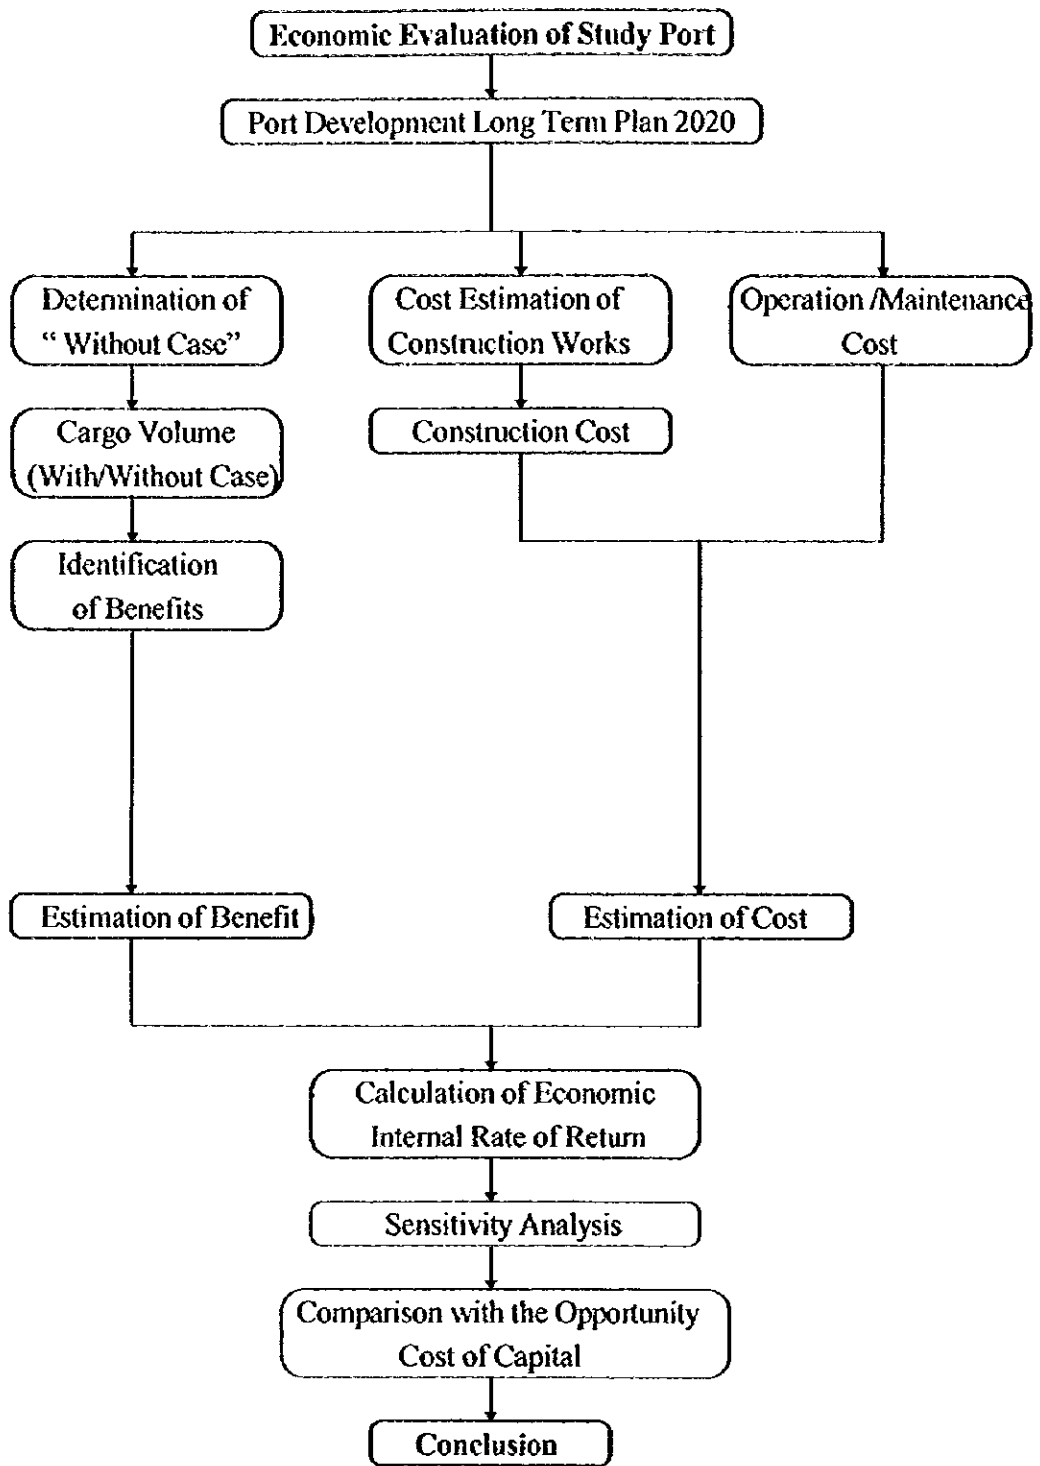 Economic Evaluation of Study Port
Port Development Long Term Plan 2020
Determination of
“ Without Case”
Cost Estimation of
Construction Works
Operation /Maintenance
Cost
Cargo Volume
(With/Without Case)
Construction Cost
Identification
of Benefits
Estimation of Benefit
Estimation of Cost
Calculation of Economic
Internal Rate of Return
Sensitivity Analysis
Comparison with the Opportunity
Cost of Capital
Conclusion